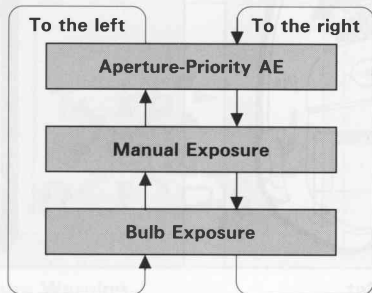 To the left
To the right
Aperture-Priority AE
Manual Exposure
Bulb Exposure